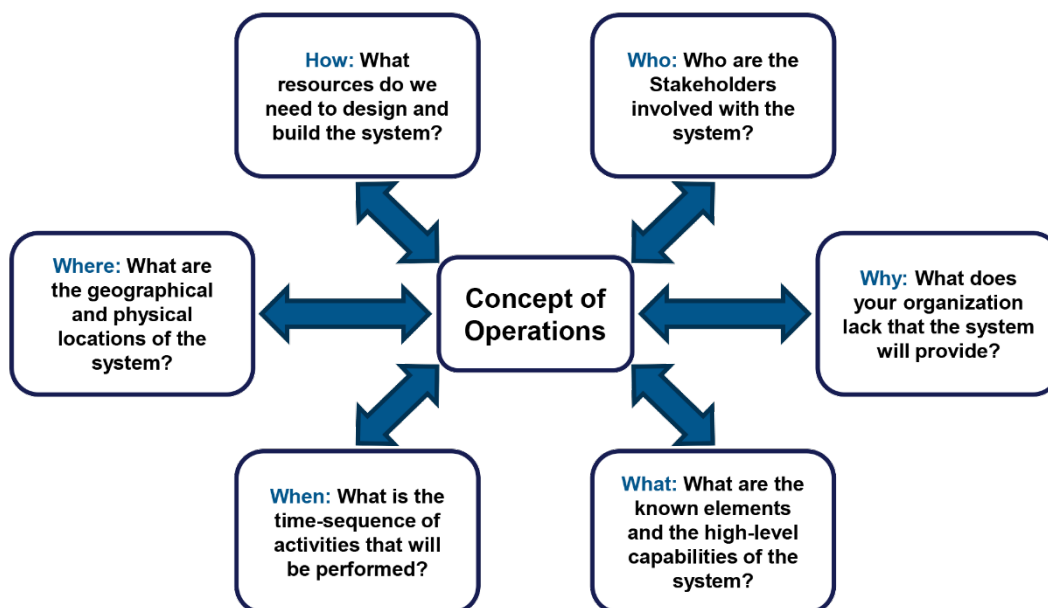 How: What
resources do we
need to design and
build the system?
Who: Who are the
Stakeholders
involved with the
system?
Where: What are
the geographical
and physical
locations of the
system?
Concept of
Operations
Why: What does
your organization
lack that the system
will provide?
When: What is the
time-sequence of
activities that will
be performed?
What: What are the
known elements
and the high-level
capabilities of the
system?